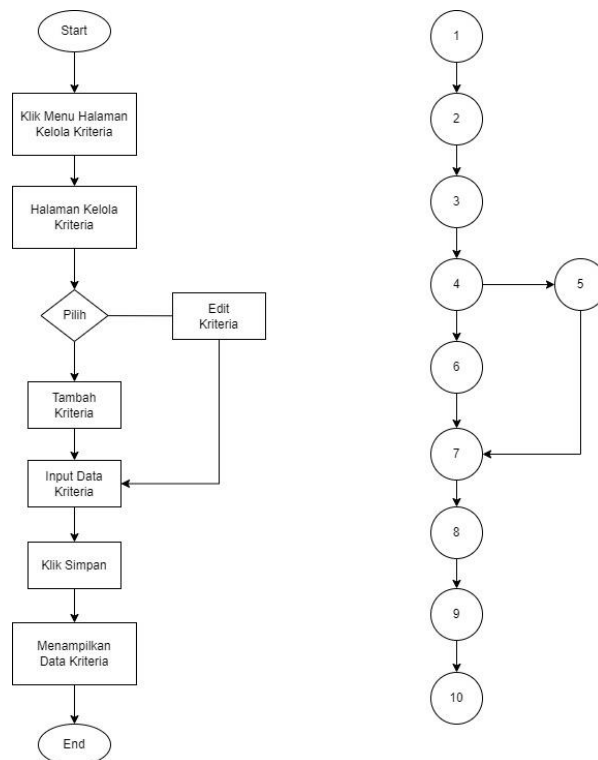 Start
Klik Menu Halaman
Kelola Kriteria
Halaman Kelola
Kriteria
Pilih
Edit
Kriteria
Tambah
Kriteria
Input Data
Kriteria
Klik Simpan
Menampilkan
Data Kriteria
End
1
2
3
4
5
6
7
8
9
10